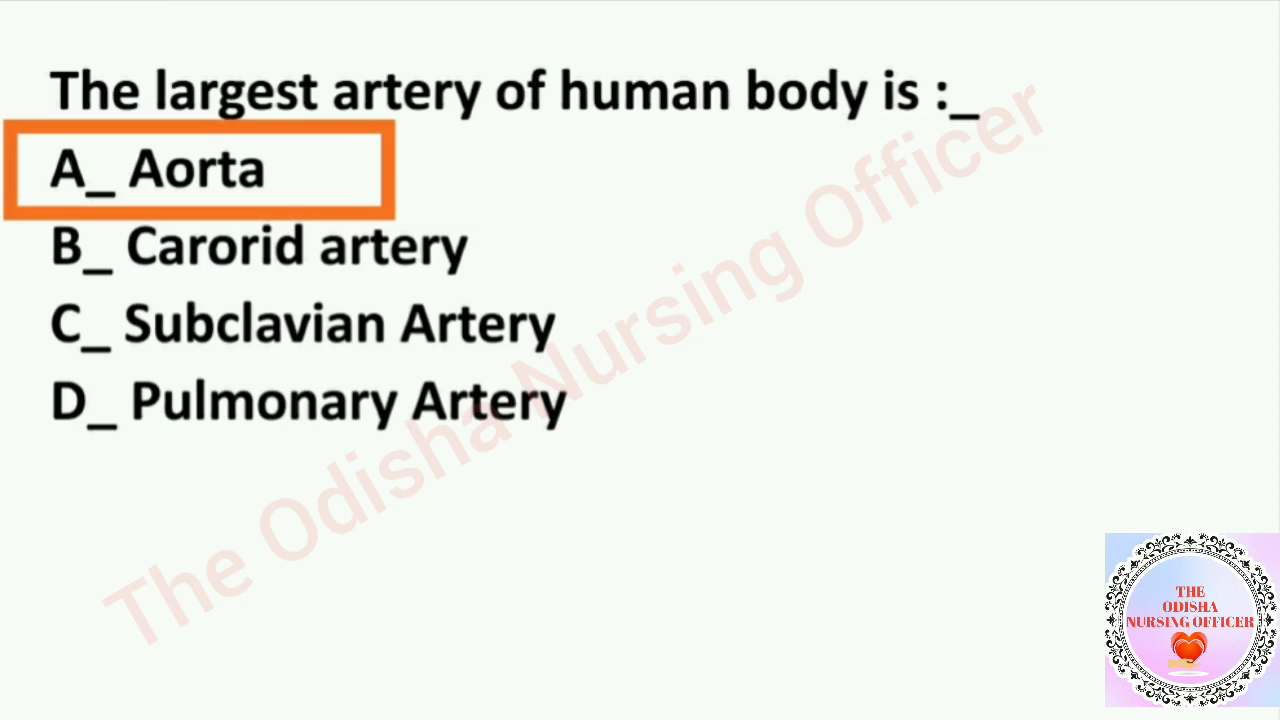 The largest artery of human body is :_
A_ Aorta
B_ Carorid artery
C_ Subclavian Artery
D_ Pulmonary Artery
The Odisha Nursing Officer
THE
ODISHA
NURSING OFFICER